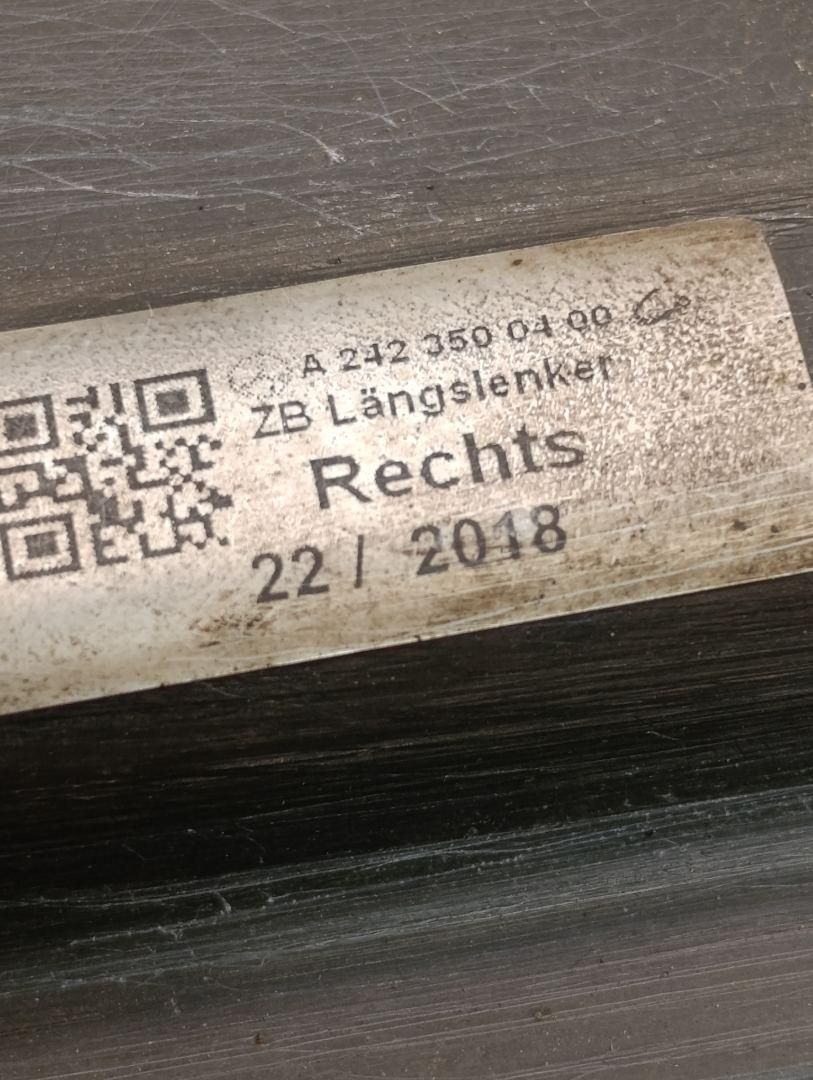 A 242 350 04 00
ZB Längslenker
Rechts
22 / 2018